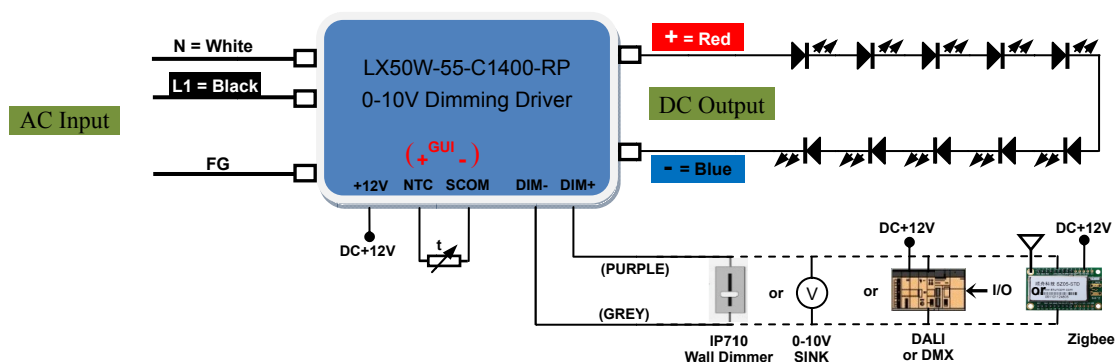 N = White
L1 = Black
AC Input
FG
LX50W-55-C1400-RP
0-10V Dimming Driver
( + GUI - )
+12V NTC SCOM DIM- DIM+
+ = Red
DC Output
- = Blue
DC+12V
t
(PURPLE)
(GREY)
or
V
or
DC+12V
I/O
DC+12V
or
IP710
Wall Dimmer
0-10V
SINK
DALI
or DMX
Zigbee